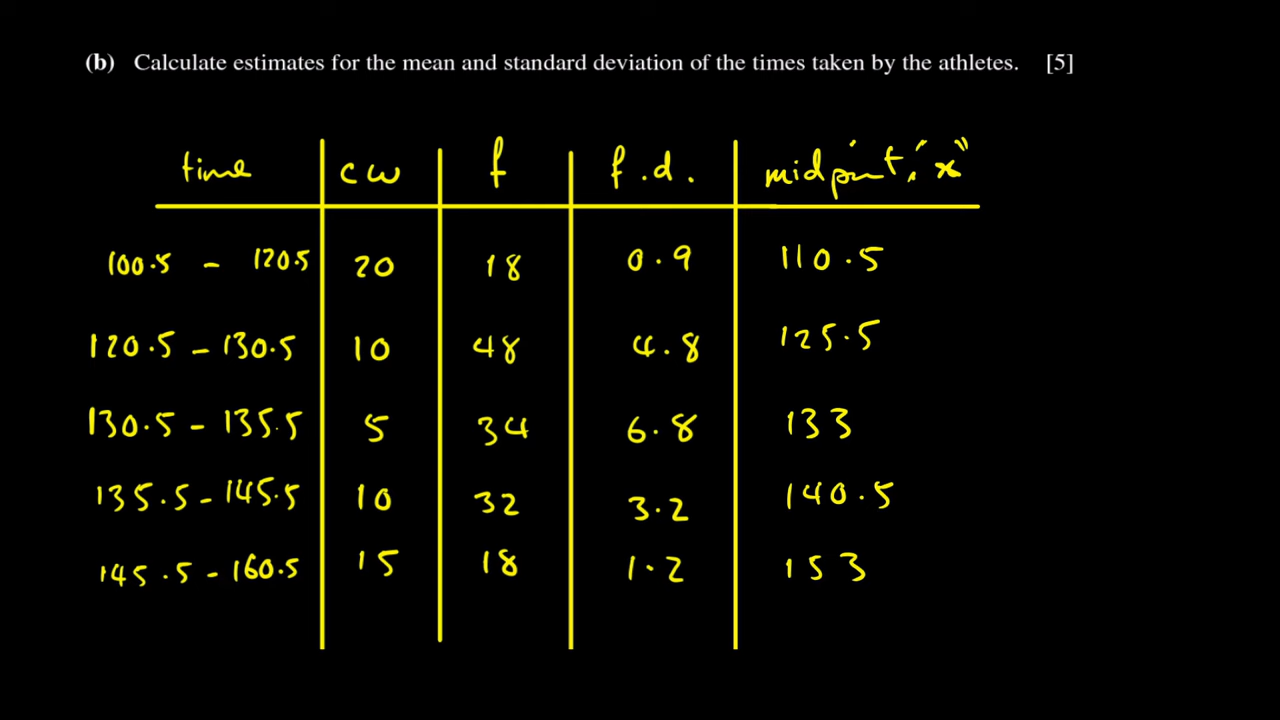 (b) Calculate estimates for the mean and standard deviation of the times taken by the athletes. [5]
time cw f f.d. midpoint "x"
100.5 - 120.5 20 18 0.9 110.5
120.5 - 130.5 10 48 4.8 125.5
130.5 - 135.5 5 34 6.8 133
135.5 - 145.5 10 32 3.2 140.5
145.5 - 160.5 15 18 1.2 153